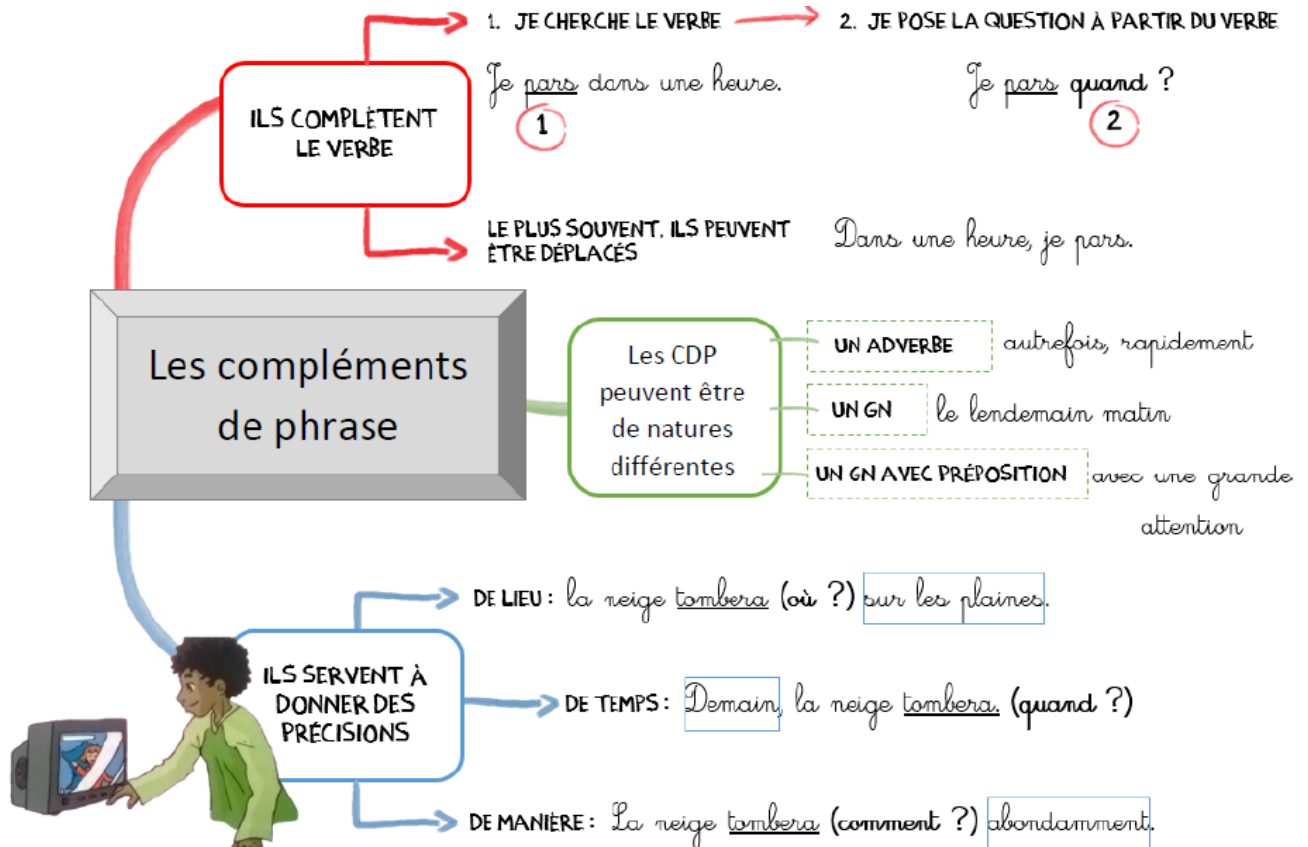 1. JE CHERCHE LE VERBE
2. JE POSE LA QUESTION À PARTIR DU VERBE
Je pars dans une heure.
Je pars quand ?
1
2
ILS COMPLÈTENT
LE VERBE
LE PLUS SOUVENT, ILS PEUVENT
ÊTRE DÉPLACÉS
Dans une heure, je pars.
Les compléments
de phrase
Les CDP
peuvent être
de natures
différentes
UN ADVERBE
autrefois, rapidement
UN GN
le lendemain matin
UN GN AVEC PRÉPOSITION
avec une grande
attention
ILS SERVENT À
DONNER DES
PRÉCISIONS
DE LIEU : la neige tombera (où ?) sur les plaines.
DE TEMPS : Demain, la neige tombera. (quand ?)
DE MANIÈRE : La neige tombera (comment ?) abondamment.